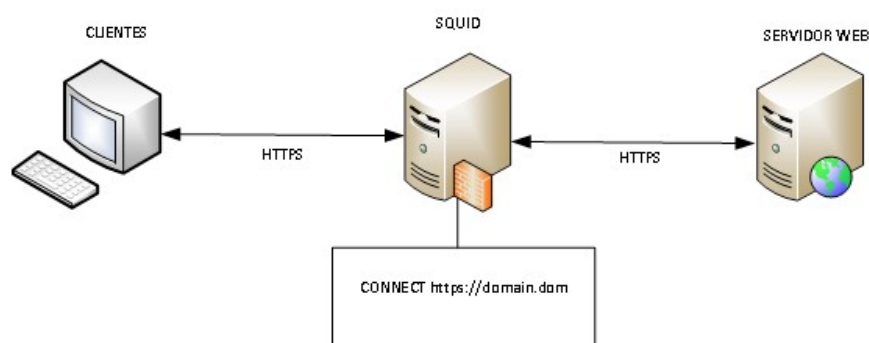 CLIENTES
SQUID
SERVIDOR WEB
HTTPS
HTTPS
CONNECT https://domain.dom